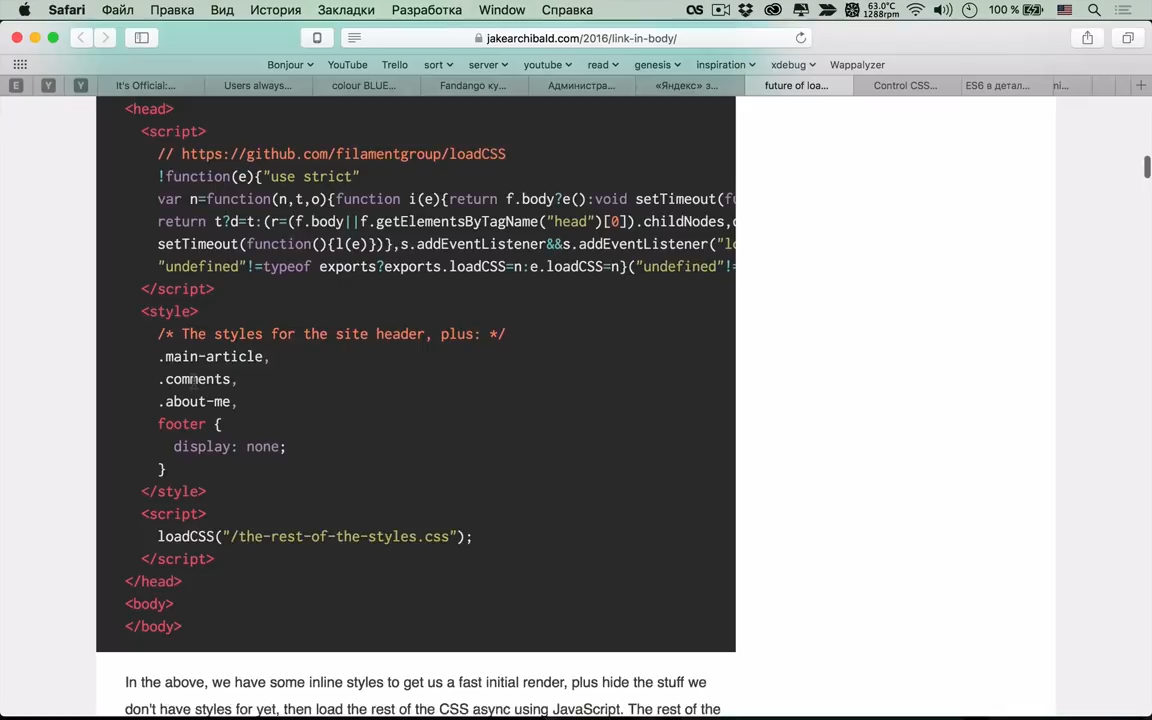 Safari Файл Правка Вид История Закладки Разработка Window Справка OS 63.0°C 1288rpm 100 %
jakearchibald.com/2016/link-in-body/
Bonjour YouTube Trello sort server youtube read genesis inspiration xdebug Wappalyzer
E Y Y It's Official:... Users always... colour BLUE... Fandango ку... Администра... «Яндекс» з... future of loa... Control CSS... ES6 в детал... ni...
<head>
<script>
// https://github.com/filamentgroup/loadCSS
!function(e){"use strict"
var n=function(n,t,o){function i(e){return f.body?e():void setTimeout(fu
return t?d=t:(r=(f.body||f.getElementsByTagName("head")[0]).childNodes,d
setTimeout(function(){l(e)})},s.addEventListener&&s.addEventListener("lo
"undefined"!=typeof exports?exports.loadCSS=n:e.loadCSS=n}("undefined"!=
</script>
<style>
/* The styles for the site header, plus: */
.main-article,
.comments,
.about-me,
footer {
display: none;
}
</style>
<script>
loadCSS("/the-rest-of-the-styles.css");
</script>
</head>
<body>
</body>
In the above, we have some inline styles to get us a fast initial render, plus hide the stuff we
don't have styles for yet, then load the rest of the CSS async using JavaScript. The rest of the